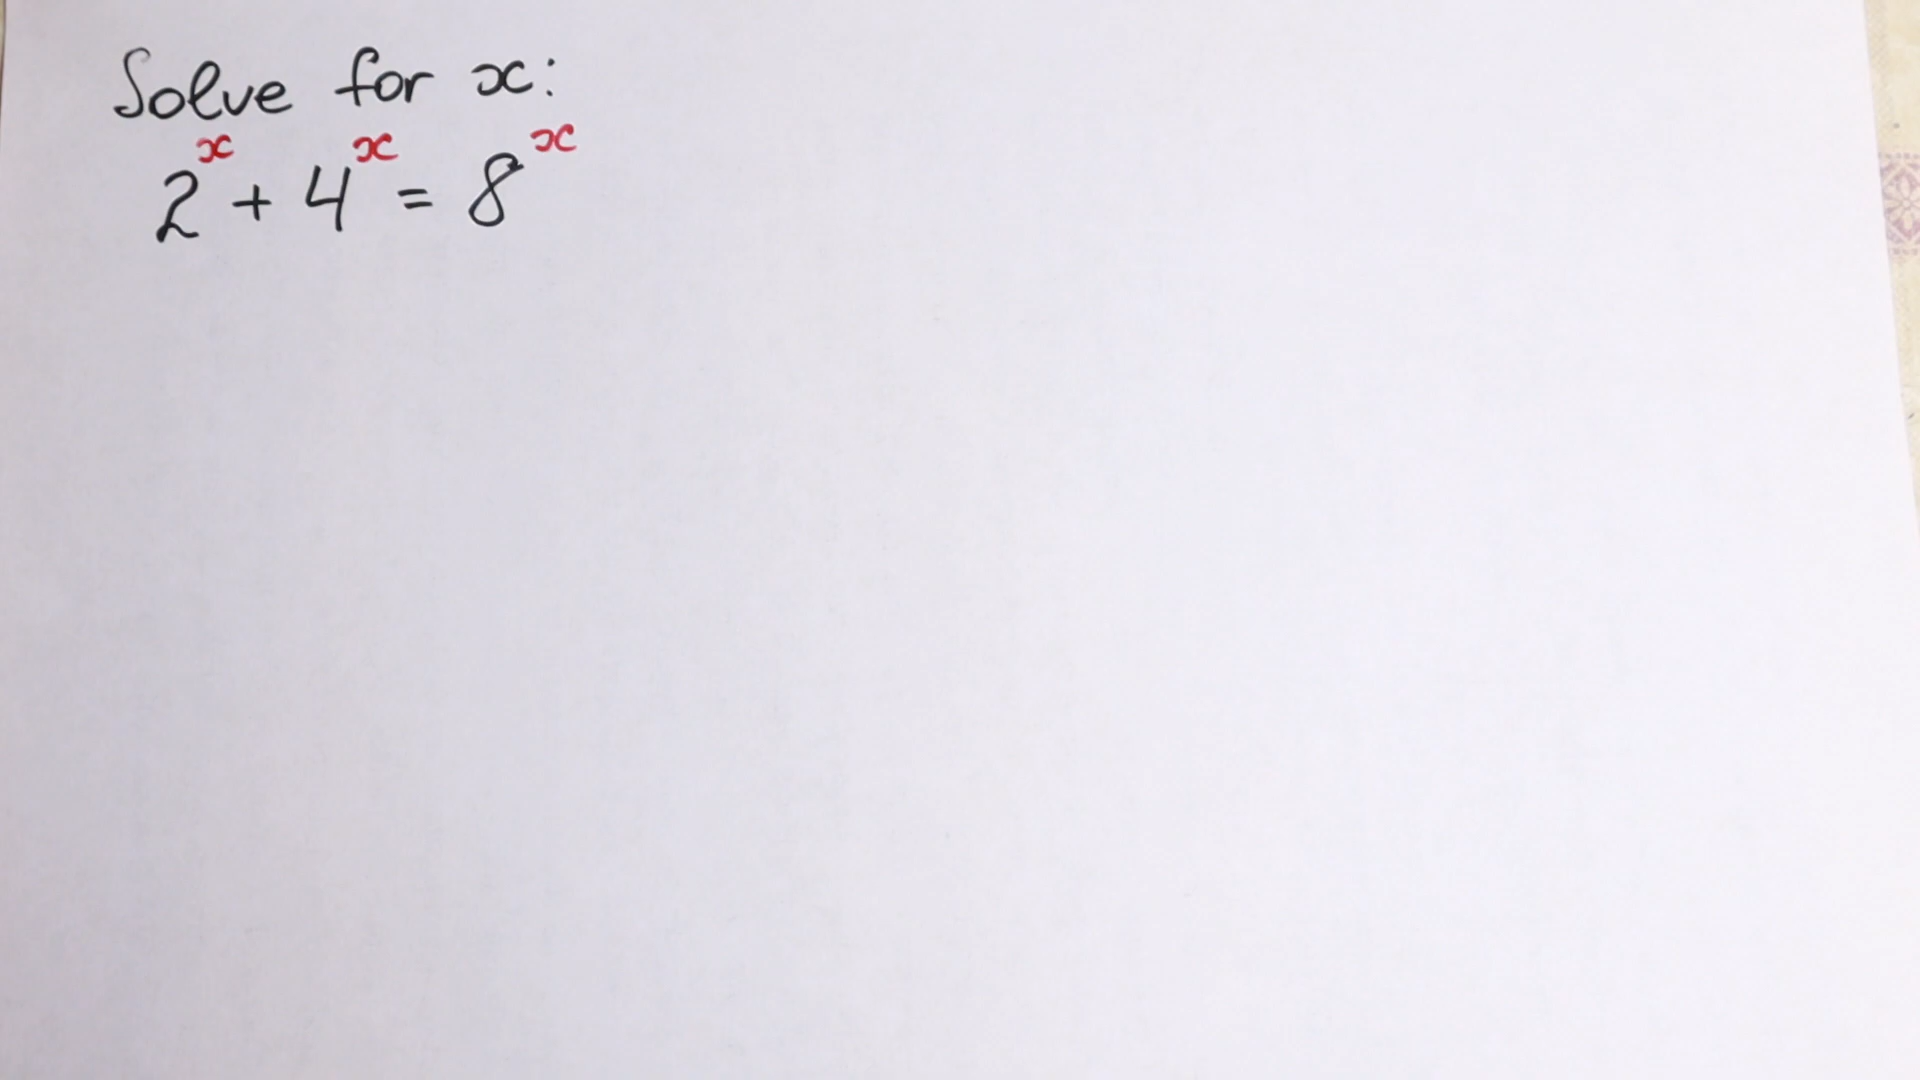 Solve for x:
2^x + 4^x = 8^x